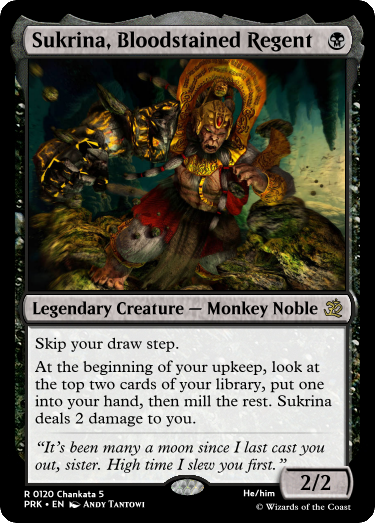 Sukrina, Bloodstained Regent
Legendary Creature — Monkey Noble
Skip your draw step.
At the beginning of your upkeep, look at
the top two cards of your library, put one
into your hand, then mill the rest. Sukrina
deals 2 damage to you.
“It’s been many a moon since I last cast you
out, sister. High time I slew you first.”
2/2
R 0120 Chankata 5 He/him
PRK • EN Andy Tantowi © Wizards of the Coast